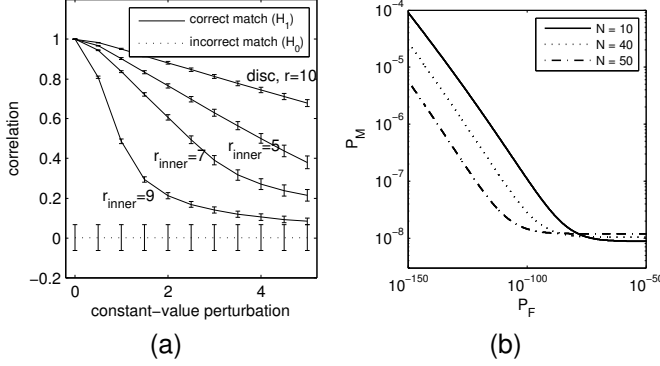 correct match (H1)
incorrect match (H0)
disc, r=10
rinner=5
rinner=7
rinner=9
1
0.8
0.6
0.4
0.2
0
−0.2
0
2
4
correlation
constant−value perturbation
(a)
N = 10
N = 40
N = 50
10−4
10−5
10−6
10−7
10−8
PM
10−150
10−100
10−50
PF
(b)